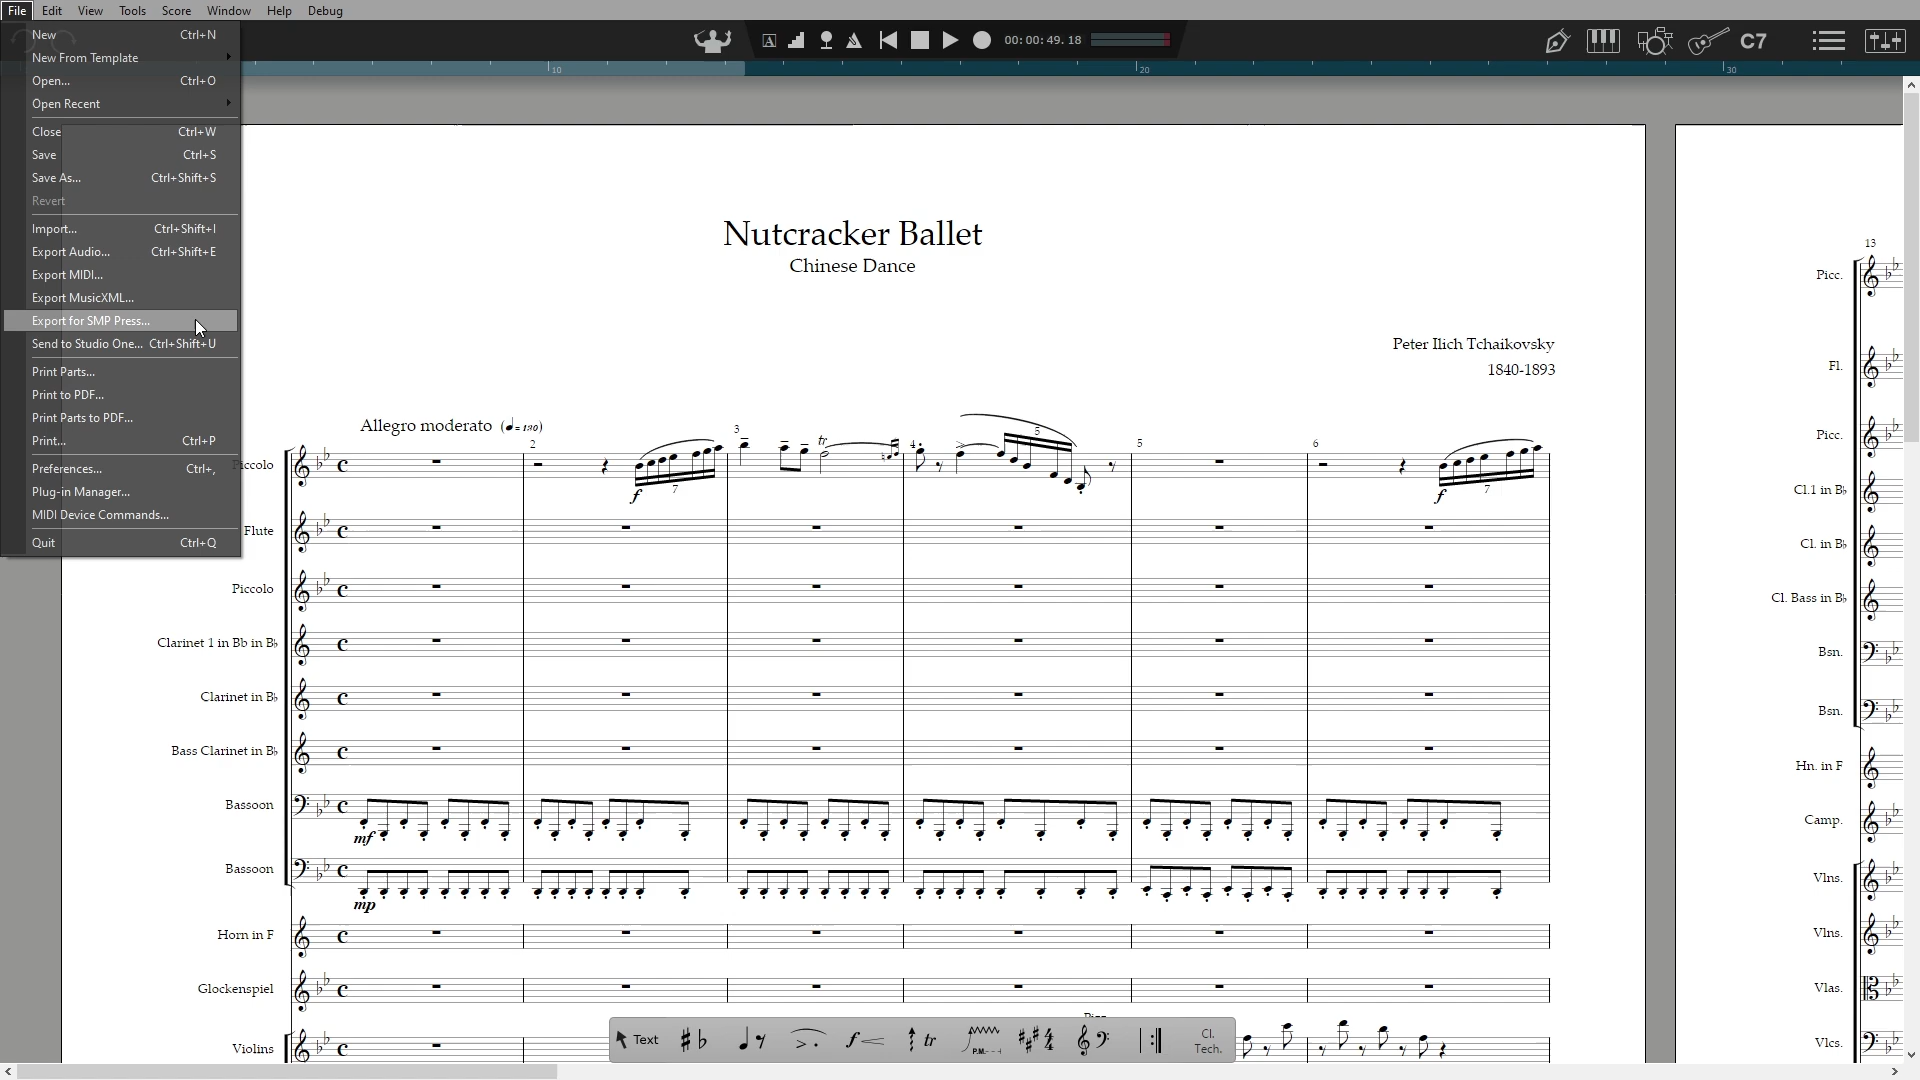 File Edit View Tools Score Window Help Debug
New Ctrl+N
New From Template
Open... Ctrl+O
Open Recent
Close Ctrl+W
Save Ctrl+S
Save As... Ctrl+Shift+S
Revert
Import... Ctrl+Shift+I
Export Audio... Ctrl+Shift+E
Export MIDI...
Export MusicXML...
Export for SMP Press...
Send to Studio One... Ctrl+Shift+U
Print Parts...
Print to PDF...
Print Parts to PDF...
Print... Ctrl+P
Preferences... Ctrl+,
Plug-in Manager...
MIDI Device Commands...
Quit Ctrl+Q
A 00:00:49.18 C7
10 20 30
Nutcracker Ballet
Chinese Dance
Peter Ilich Tchaikovsky
1840-1893
Allegro moderato
2 3 tr 4 5 5 6
Piccolo
f 7 f 7
Flute
Piccolo
Clarinet 1 in Bb in B♭
Clarinet in B♭
Bass Clarinet in B♭
Bassoon
mf
Bassoon
mp
Horn in F
Glockenspiel
Violins
13
Picc.
Fl.
Picc.
Cl.1 in B♭
Cl. in B♭
Cl. Bass in B♭
Bsn.
Bsn.
Hn. in F
Camp.
Vlns.
Vlns.
Vlas.
Vlcs.
Text f tr P.M. 4 4 Cl.
Tech.